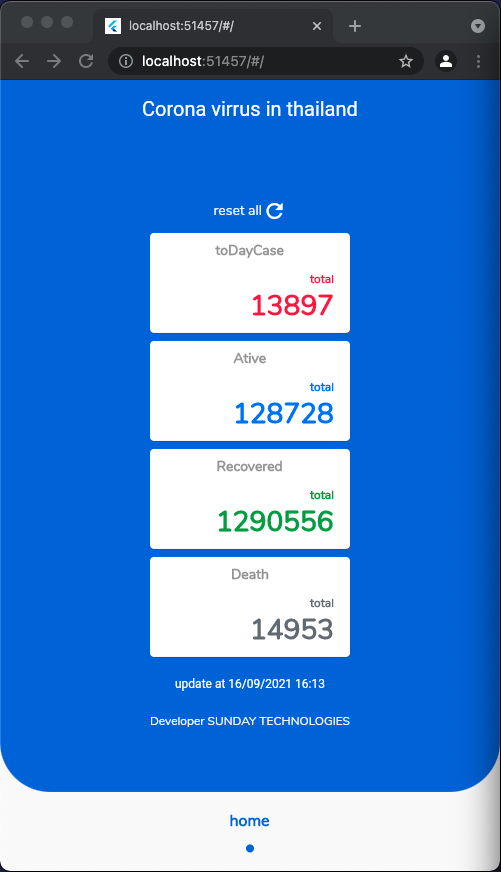 localhost:51457/#/
localhost:51457/#/
Corona virrus in thailand
reset all
toDayCase
total
13897
Ative
total
128728
Recovered
total
1290556
Death
total
14953
update at 16/09/2021 16:13
Developer SUNDAY TECHNOLOGIES
home